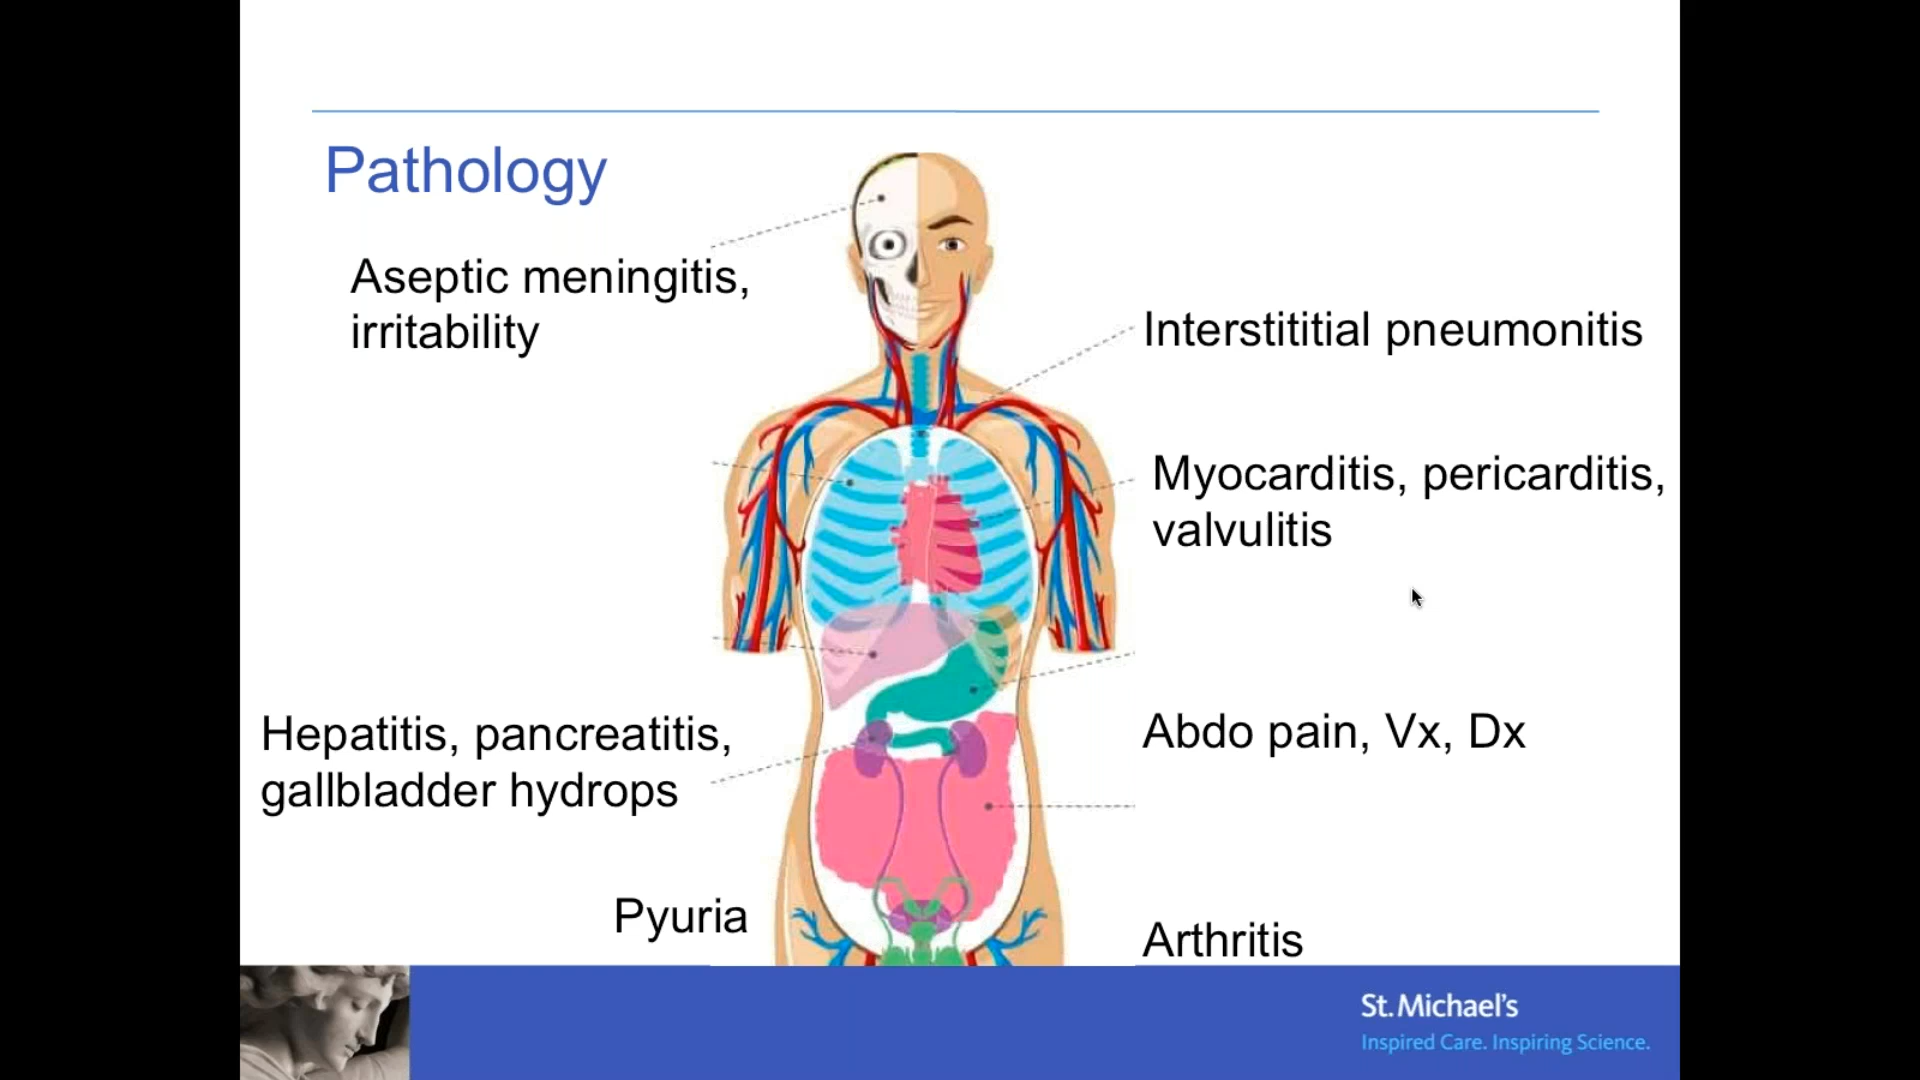 Pathology
Aseptic meningitis,
irritability
Interstititial pneumonitis
Myocarditis, pericarditis,
valvulitis
Hepatitis, pancreatitis,
gallbladder hydrops
Abdo pain, Vx, Dx
Pyuria
Arthritis
St. Michael's
Inspired Care. Inspiring Science.